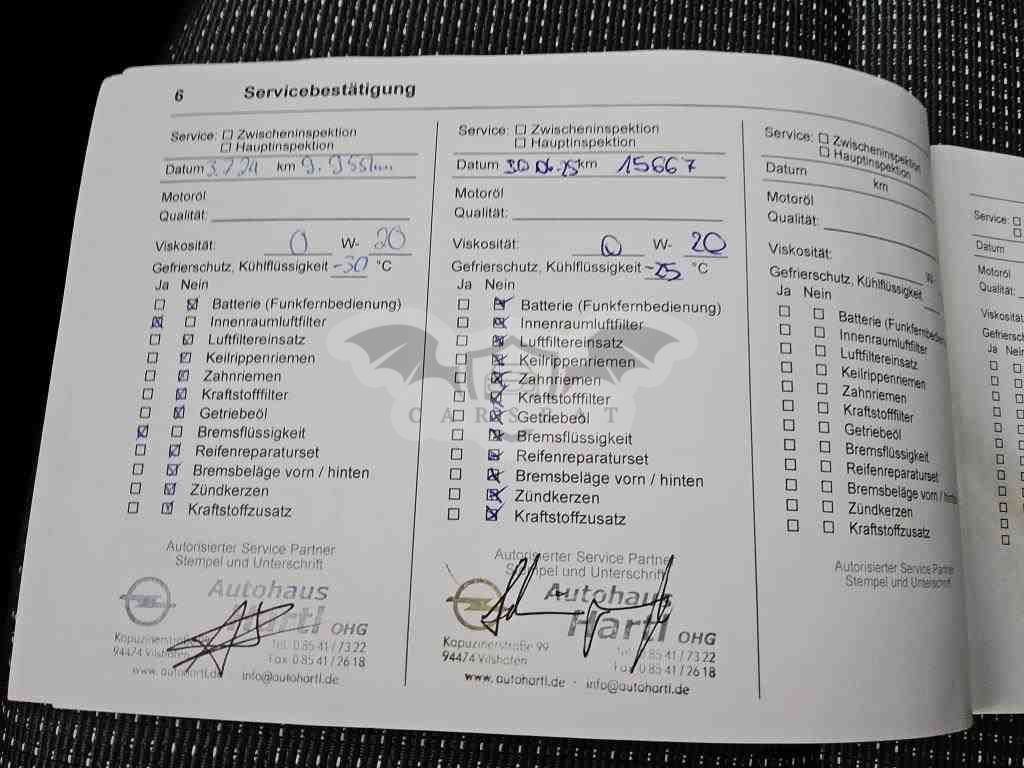 6 Servicebestätigung
Service: ☐ Zwischeninspektion
☐ Hauptinspektion
Datum 3.7.24 km 9.955km
Motoröl
Qualität:
Viskosität: 0 W- 20
Gefrierschutz, Kühlflüssigkeit -30 °C
Ja Nein
☐ ☒ Batterie (Funkfernbedienung)
☒ ☐ Innenraumluftfilter
☐ ☒ Luftfiltereinsatz
☐ ☒ Keilrippenriemen
☐ ☒ Zahnriemen
☐ ☒ Kraftstofffilter
☐ ☒ Getriebeöl
☒ ☐ Bremsflüssigkeit
☐ ☒ Reifenreparaturset
☐ ☒ Bremsbeläge vorn / hinten
☐ ☒ Zündkerzen
☐ ☒ Kraftstoffzusatz
Autorisierter Service Partner
Stempel und Unterschrift
Autohaus
Hartl OHG
Kapuzinerstraße
94474 Vilshofen
Tel. 0 85 41 / 73 22
Fax 0 85 41 / 26 18
www.autohartl.de · info@autohartl.de
Service: ☐ Zwischeninspektion
☐ Hauptinspektion
Datum 30.06.25 km 15667
Motoröl
Qualität:
Viskosität: 0 W- 20
Gefrierschutz, Kühlflüssigkeit -25 °C
Ja Nein
☐ ☒ Batterie (Funkfernbedienung)
☐ ☒ Innenraumluftfilter
☐ ☒ Luftfiltereinsatz
☐ ☒ Keilrippenriemen
☐ ☒ Zahnriemen
☐ ☒ Kraftstofffilter
☐ ☒ Getriebeöl
☐ ☒ Bremsflüssigkeit
☐ ☒ Reifenreparaturset
☐ ☒ Bremsbeläge vorn / hinten
☐ ☒ Zündkerzen
☐ ☒ Kraftstoffzusatz
Autorisierter Service Partner
Stempel und Unterschrift
Autohaus
Hartl OHG
Kapuzinerstraße 99
94474 Vilshofen
Tel. 0 85 41 / 73 22
Fax 0 85 41 / 26 18
www.autohartl.de · info@autohartl.de
Service: ☐ Zwischeninspektion
☐ Hauptinspektion
Datum km
Motoröl
Qualität:
Viskosität: W-
Gefrierschutz, Kühlflüssigkeit
Ja Nein
☐ ☐ Batterie (Funkfernbedien
☐ ☐ Innenraumluftfilter
☐ ☐ Luftfiltereinsatz
☐ ☐ Keilrippenriemen
☐ ☐ Zahnriemen
☐ ☐ Kraftstofffilter
☐ ☐ Getriebeöl
☐ ☐ Bremsflüssigkeit
☐ ☐ Reifenreparaturset
☐ ☐ Bremsbeläge vorn / hinten
☐ ☐ Zündkerzen
☐ ☐ Kraftstoffzusatz
Autorisierter Service Partner
Stempel und Unterschrift
Service: ☐
☐
Datum
Motoröl
Qualität:
Viskosität
Gefriersch
Ja Nein
CARSBAT